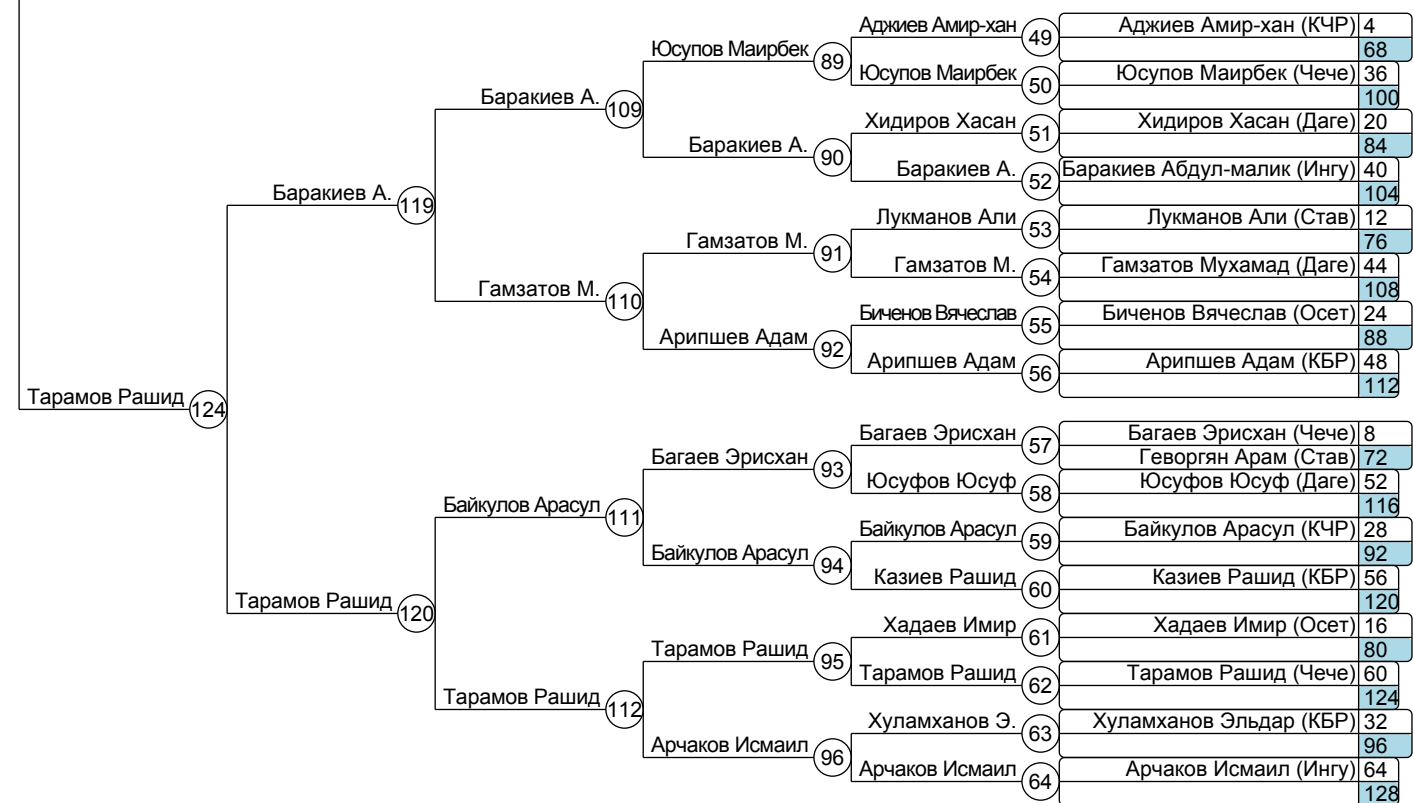 Аджиев Амир-хан 49 Аджиев Амир-хан (КЧР) 4
Юсупов Маирбек 89 68
Юсупов Маирбек 50 Юсупов Маирбек (Чече) 36
Баракиев А. 109 100
Хидиров Хасан 51 Хидиров Хасан (Даге) 20
Баракиев А. 90 84
Баракиев А. 52 Баракиев Абдул-малик (Ингу) 40
Баракиев А. 119 104
Лукманов Али 53 Лукманов Али (Став) 12
Гамзатов М. 91 76
Гамзатов М. 54 Гамзатов Мухамад (Даге) 44
Гамзатов М. 110 108
Биченов Вячеслав 55 Биченов Вячеслав (Осет) 24
Арипшев Адам 92 88
Арипшев Адам 56 Арипшев Адам (КБР) 48
112
Тарамов Рашид 124
Багаев Эрисхан 57 Багаев Эрисхан (Чече) 8
Багаев Эрисхан 93 Геворгян Арам (Став) 72
Юсуфов Юсуф 58 Юсуфов Юсуф (Даге) 52
Байкулов Арасул 111 116
Байкулов Арасул 59 Байкулов Арасул (КЧР) 28
Байкулов Арасул 94 92
Казиев Рашид 60 Казиев Рашид (КБР) 56
Тарамов Рашид 120 120
Хадаев Имир 61 Хадаев Имир (Осет) 16
Тарамов Рашид 95 80
Тарамов Рашид 62 Тарамов Рашид (Чече) 60
Тарамов Рашид 112 124
Хуламханов Э. 63 Хуламханов Эльдар (КБР) 32
Арчаков Исмаил 96 96
Арчаков Исмаил 64 Арчаков Исмаил (Ингу) 64
128